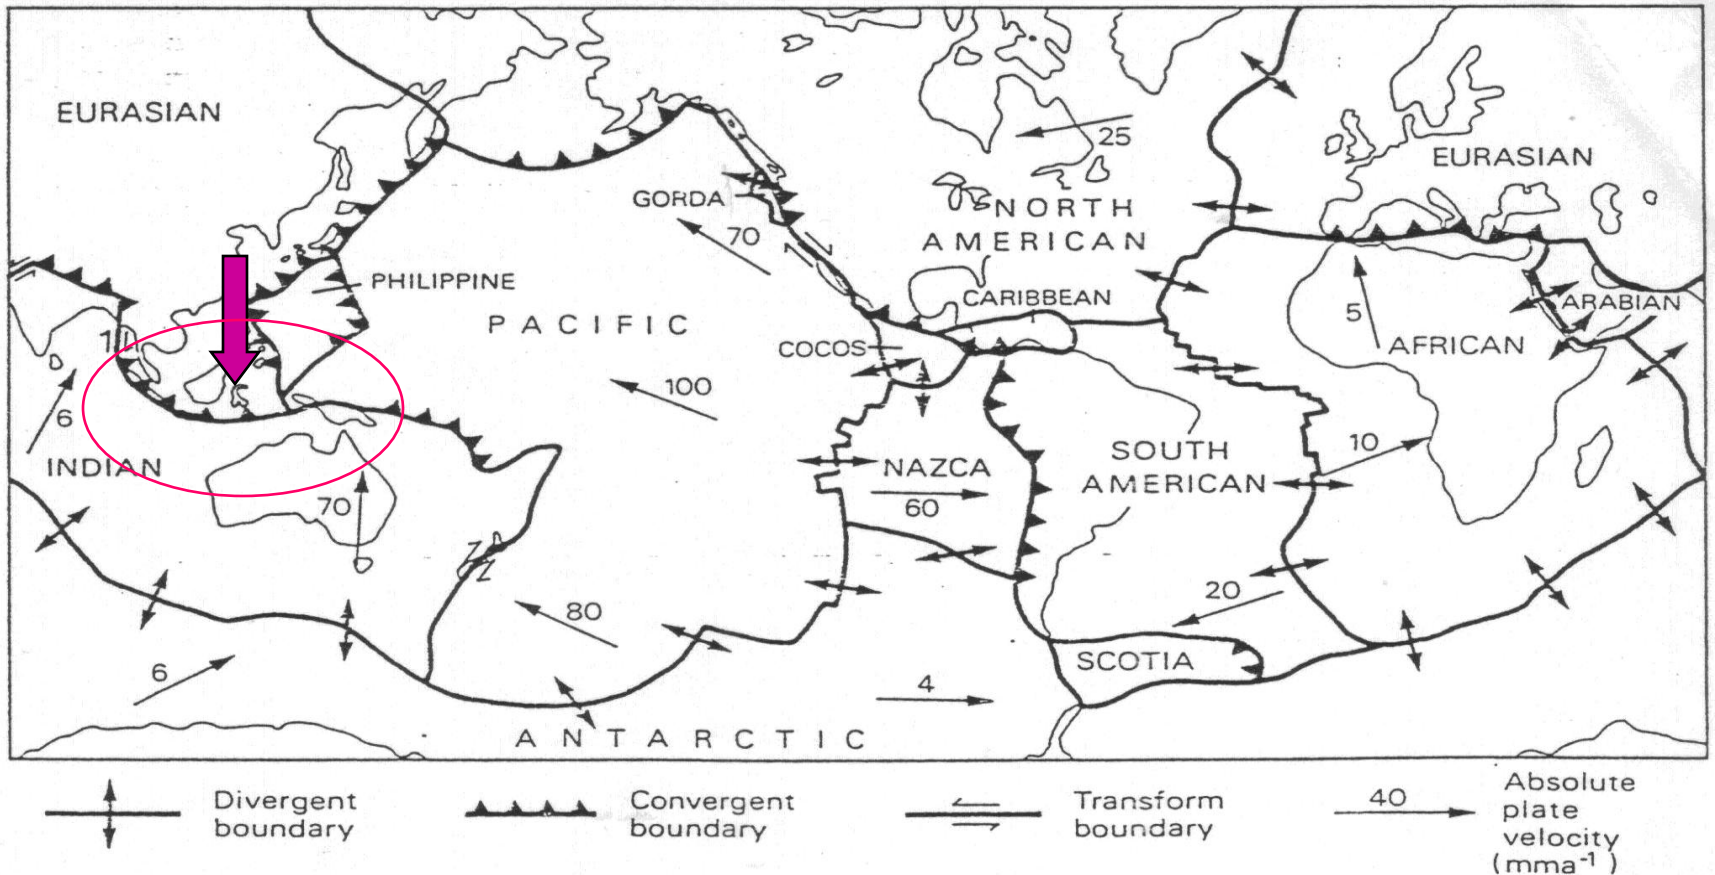 EURASIAN
25
EURASIAN
GORDA
NORTH
AMERICAN
70
PHILIPPINE
CARIBBEAN
ARABIAN
PACIFIC
5
AFRICAN
COCOS
100
6
INDIAN
10
SOUTH
AMERICAN
NAZCA
70
60
80
20
6
SCOTIA
4
ANTARCTIC
Divergent
boundary
Convergent
boundary
Transform
boundary
40
Absolute
plate
velocity
(mma⁻¹)